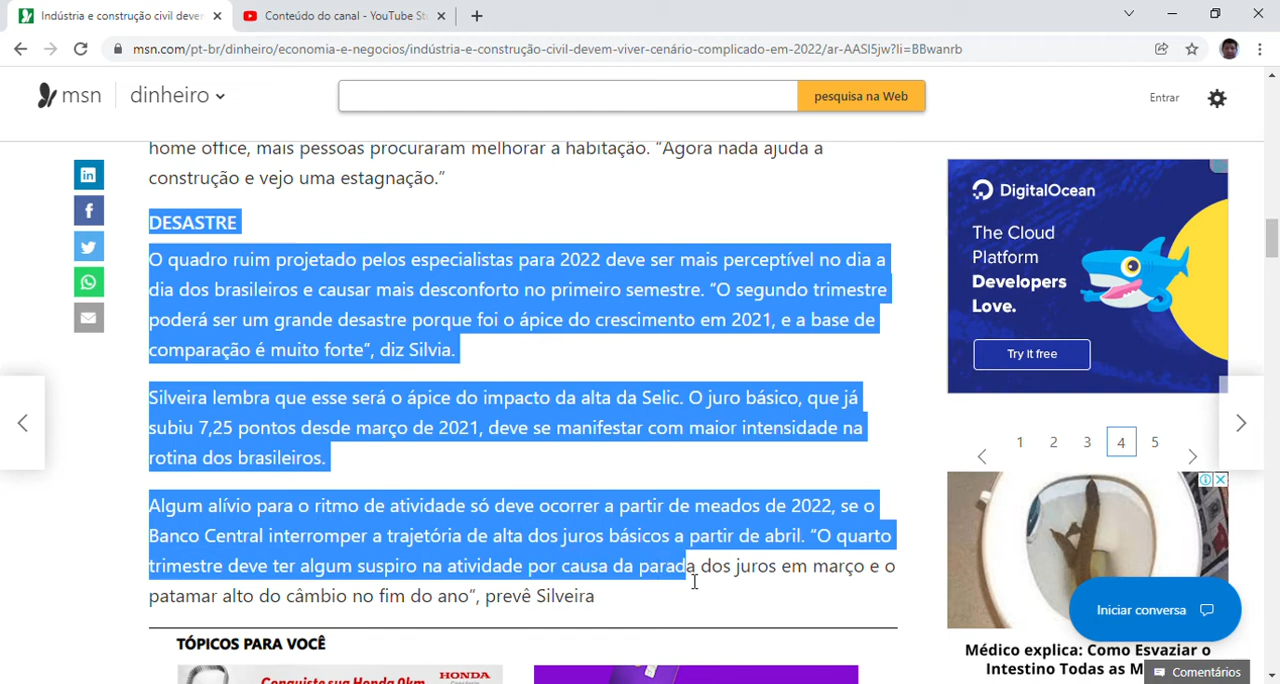 Indústria e construção civil dever
Conteúdo do canal - YouTube St
msn.com/pt-br/dinheiro/economia-e-negocios/indústria-e-construção-civil-devem-viver-cenário-complicado-em-2022/ar-AASI5jw?li=BBwanrb
msn
dinheiro
pesquisa na Web
Entrar
home office, mais pessoas procuraram melhorar a habitação. “Agora nada ajuda a
construção e vejo uma estagnação.”
DESASTRE
O quadro ruim projetado pelos especialistas para 2022 deve ser mais perceptível no dia a
dia dos brasileiros e causar mais desconforto no primeiro semestre. “O segundo trimestre
poderá ser um grande desastre porque foi o ápice do crescimento em 2021, e a base de
comparação é muito forte”, diz Silvia.
Silveira lembra que esse será o ápice do impacto da alta da Selic. O juro básico, que já
subiu 7,25 pontos desde março de 2021, deve se manifestar com maior intensidade na
rotina dos brasileiros.
Algum alívio para o ritmo de atividade só deve ocorrer a partir de meados de 2022, se o
Banco Central interromper a trajetória de alta dos juros básicos a partir de abril. “O quarto
trimestre deve ter algum suspiro na atividade por causa da parada dos juros em março e o
patamar alto do câmbio no fim do ano”, prevê Silveira
TÓPICOS PARA VOCÊ
Conquiste sua Honda 0km
HONDA
DigitalOcean
The Cloud
Platform
Developers
Love.
Try It free
1 2 3 4 5
Iniciar conversa
Médico explica: Como Esvaziar o
Intestino Todas as M
Comentários